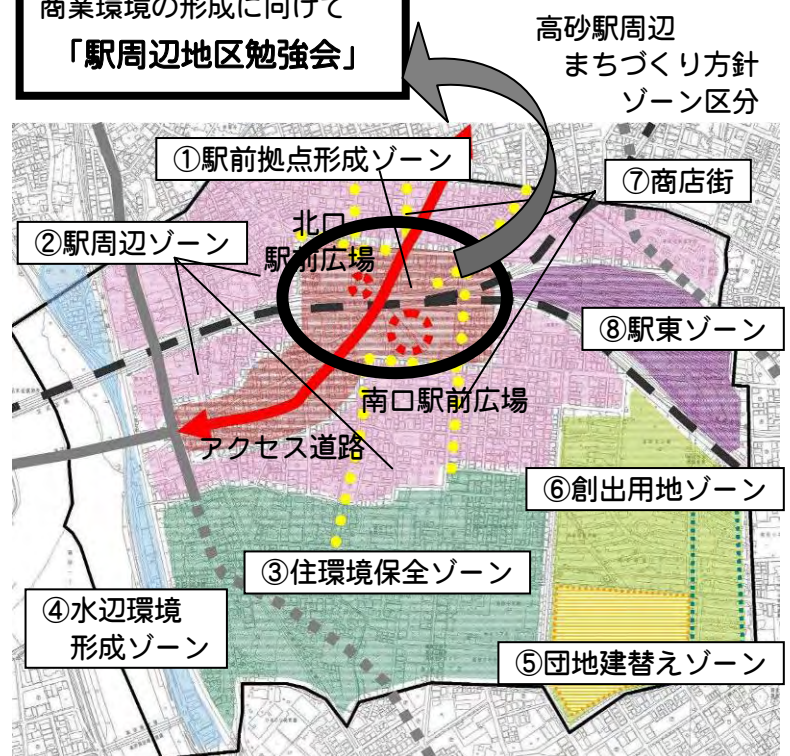 商業環境の形成に向けて
「駅周辺地区勉強会」
高砂駅周辺
まちづくり方針
ゾーン区分
①駅前拠点形成ゾーン
⑦商店街
北口
駅前広場
②駅周辺ゾーン
⑧駅東ゾーン
南口駅前広場
アクセス道路
⑥創出用地ゾーン
③住環境保全ゾーン
④水辺環境
形成ゾーン
⑤団地建替えゾーン